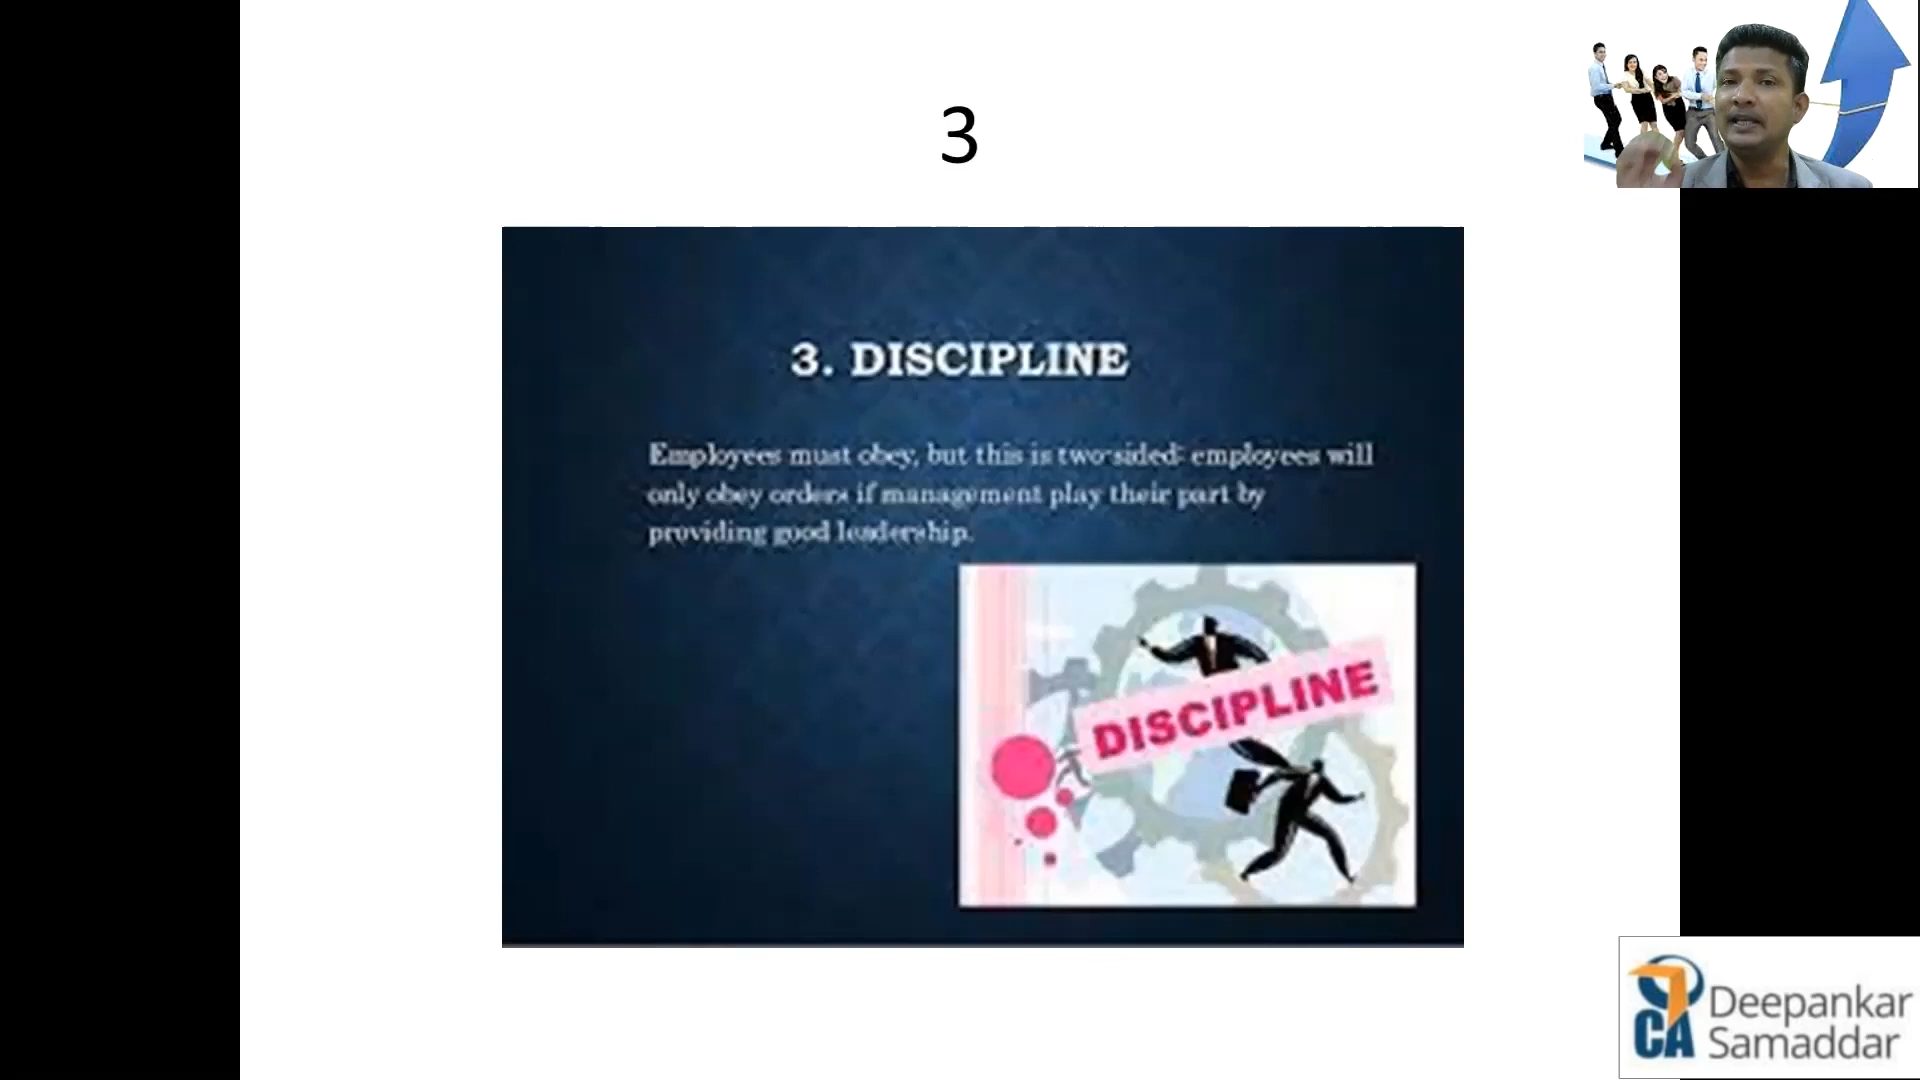 3
3. DISCIPLINE
Employees must obey, but this is two-sided: employees will
only obey orders if management play their part by
providing good leadership.
DISCIPLINE
CA
Deepankar
Samaddar